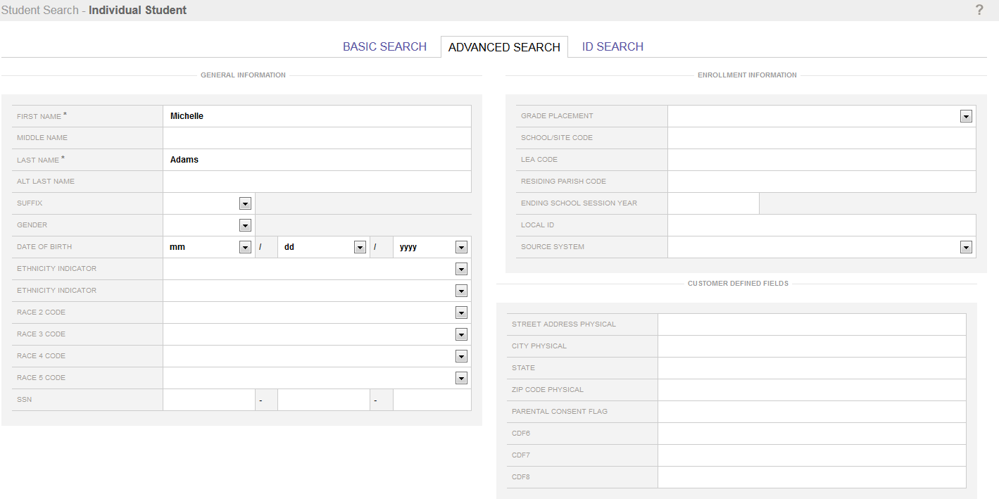 Student Search - Individual Student
?
BASIC SEARCH
ADVANCED SEARCH
ID SEARCH
GENERAL INFORMATION
FIRST NAME * Michelle
MIDDLE NAME
LAST NAME * Adams
ALT LAST NAME
SUFFIX
GENDER
DATE OF BIRTH mm / dd / yyyy
ETHNICITY INDICATOR
ETHNICITY INDICATOR
RACE 2 CODE
RACE 3 CODE
RACE 4 CODE
RACE 5 CODE
SSN - -
ENROLLMENT INFORMATION
GRADE PLACEMENT
SCHOOL/SITE CODE
LEA CODE
RESIDING PARISH CODE
ENDING SCHOOL SESSION YEAR
LOCAL ID
SOURCE SYSTEM
CUSTOMER DEFINED FIELDS
STREET ADDRESS PHYSICAL
CITY PHYSICAL
STATE
ZIP CODE PHYSICAL
PARENTAL CONSENT FLAG
CDF6
CDF7
CDF8